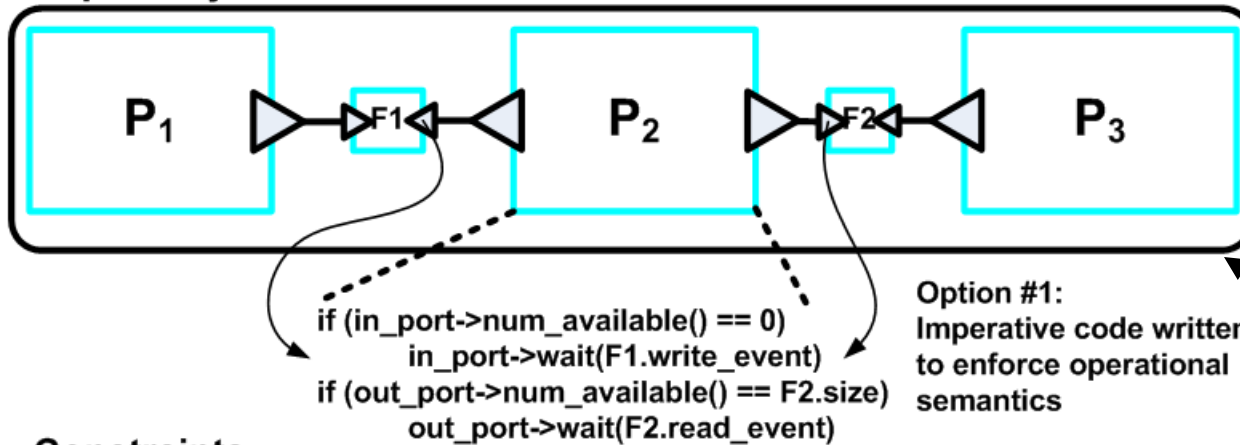 P₁
F1
P₂
F2
P₃
if (in_port->num_available() == 0)
in_port->wait(F1.write_event)
if (out_port->num_available() == F2.size)
out_port->wait(F2.read_event)
Option #1:
Imperative code written
to enforce operational
semantics